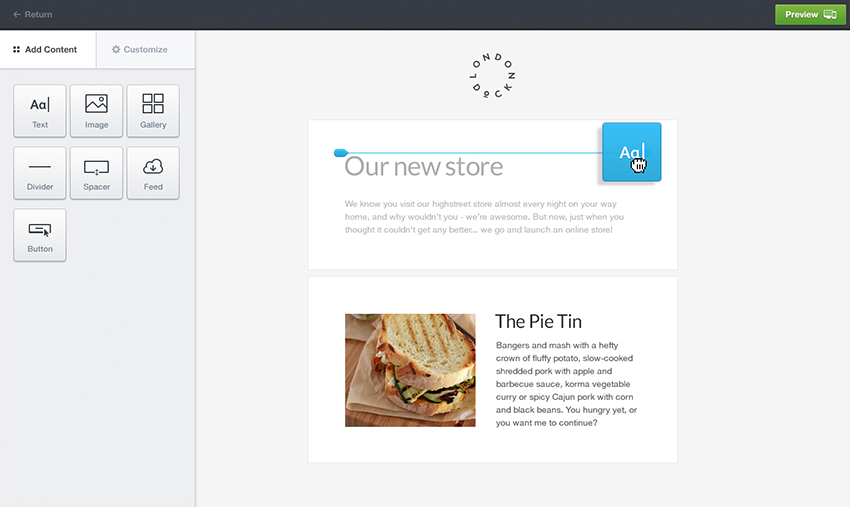 ← Return
Preview
Add Content
Customize
LONDON
DOCK
Aa
Text
Image
Gallery
Divider
Spacer
Feed
Button
Aa
Our new store
We know you visit our highstreet store almost every night on your way
home, and why wouldn't you - we're awesome. But now, just when you
thought it couldn't get any better... we go and launch an online store!
The Pie Tin
Bangers and mash with a hefty
crown of fluffy potato, slow-cooked
shredded pork with apple and
barbecue sauce, korma vegetable
curry or spicy Cajun pork with corn
and black beans. You hungry yet, or
you want me to continue?